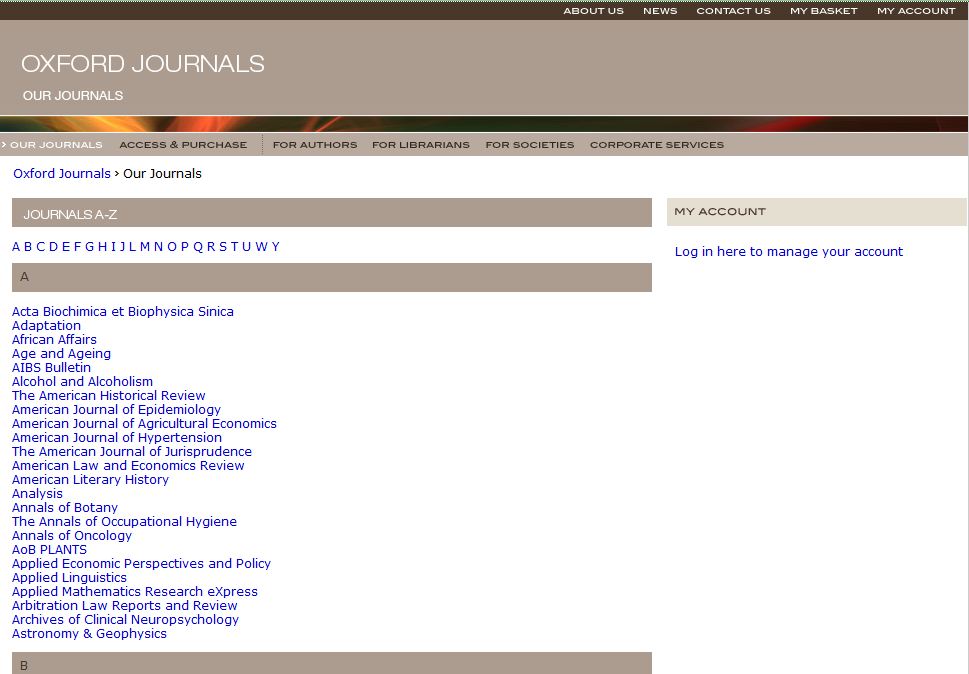 ABOUT US NEWS CONTACT US MY BASKET MY ACCOUNT
OXFORD JOURNALS
OUR JOURNALS
› OUR JOURNALS ACCESS & PURCHASE FOR AUTHORS FOR LIBRARIANS FOR SOCIETIES CORPORATE SERVICES
Oxford Journals › Our Journals
JOURNALS A-Z
A B C D E F G H I J L M N O P Q R S T U W Y
A
Acta Biochimica et Biophysica Sinica
Adaptation
African Affairs
Age and Ageing
AIBS Bulletin
Alcohol and Alcoholism
The American Historical Review
American Journal of Epidemiology
American Journal of Agricultural Economics
American Journal of Hypertension
The American Journal of Jurisprudence
American Law and Economics Review
American Literary History
Analysis
Annals of Botany
The Annals of Occupational Hygiene
Annals of Oncology
AoB PLANTS
Applied Economic Perspectives and Policy
Applied Linguistics
Applied Mathematics Research eXpress
Arbitration Law Reports and Review
Archives of Clinical Neuropsychology
Astronomy & Geophysics
B
MY ACCOUNT
Log in here to manage your account